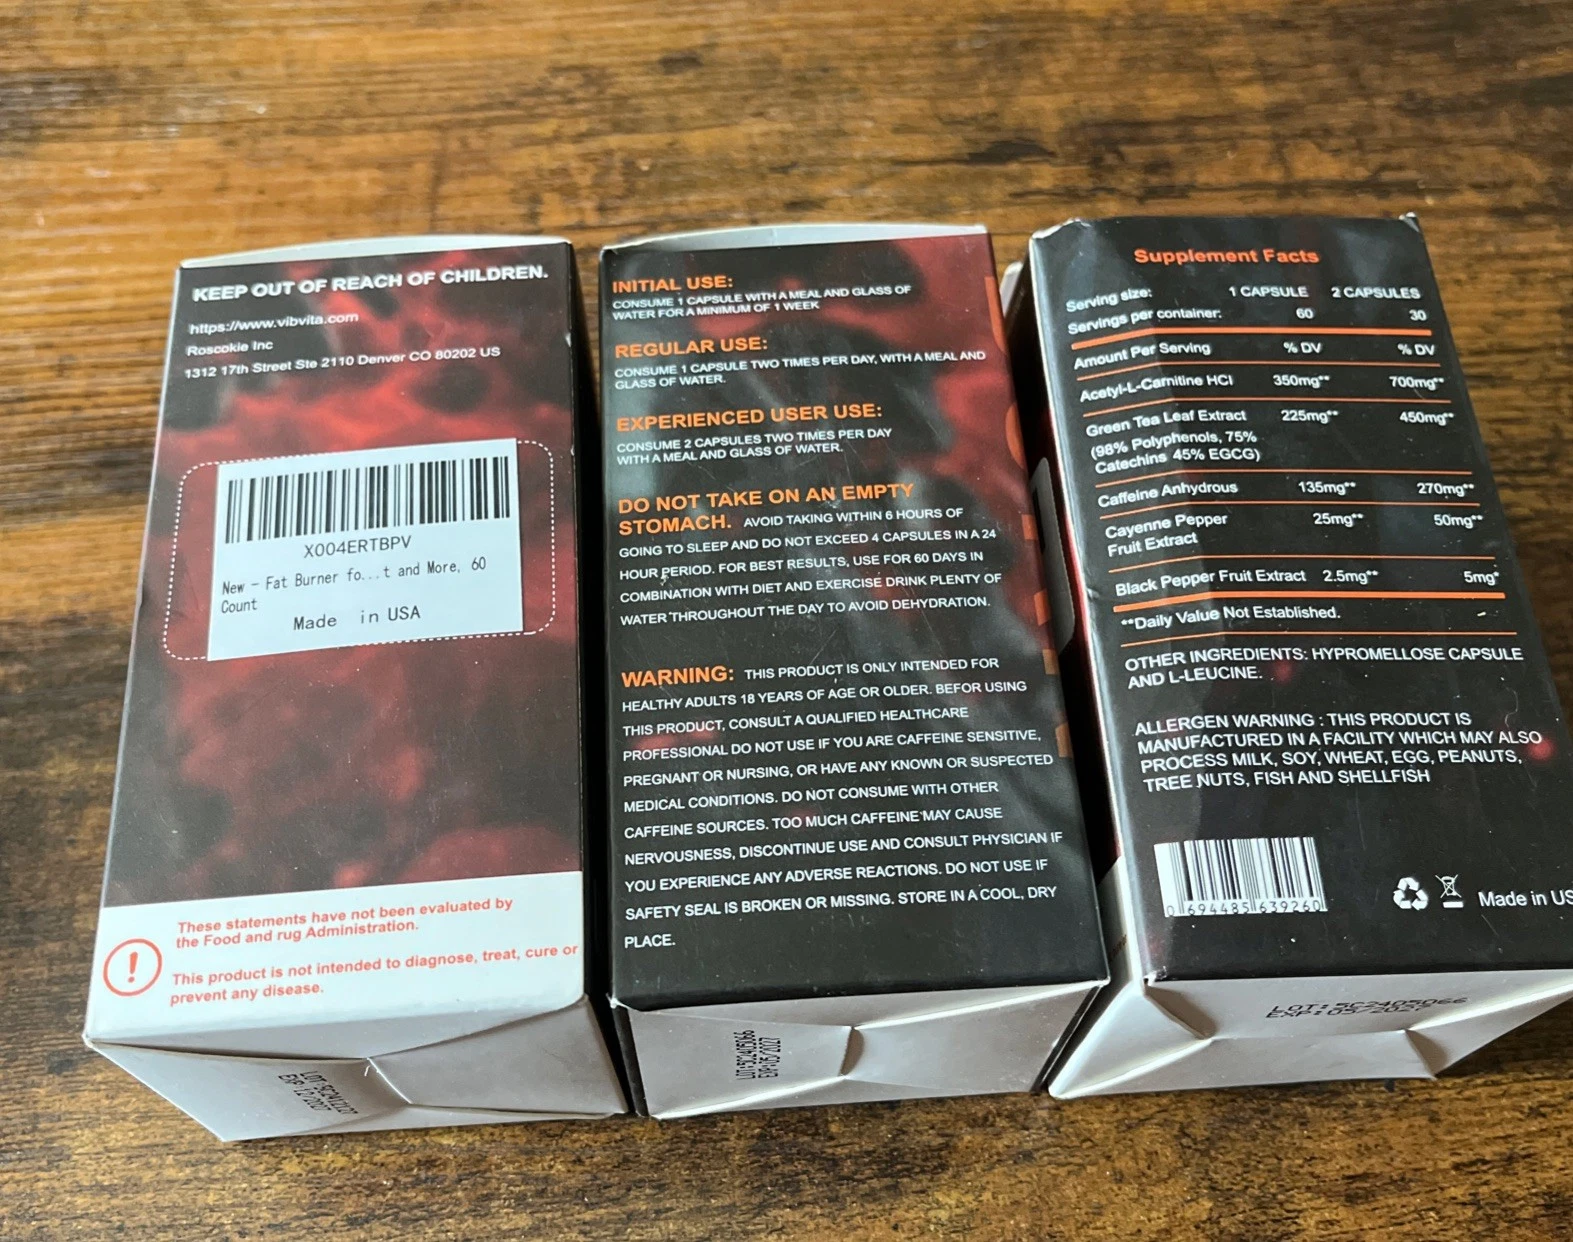 KEEP OUT OF REACH OF CHILDREN.
https://www.vibvita.com
Roscokie Inc
1312 17th Street Ste 2110 Denver CO 80202 US
X004ERTBPV
New - Fat Burner fo...t and More, 60
Count
Made in USA
These statements have not been evaluated by
the Food and rug Administration.
This product is not intended to diagnose, treat, cure or
prevent any disease.
EXP:12/2027
INITIAL USE:
CONSUME 1 CAPSULE WITH A MEAL AND GLASS OF
WATER FOR A MINIMUM OF 1 WEEK
REGULAR USE:
CONSUME 1 CAPSULE TWO TIMES PER DAY, WITH A MEAL AND
GLASS OF WATER.
EXPERIENCED USER USE:
CONSUME 2 CAPSULES TWO TIMES PER DAY
WITH A MEAL AND GLASS OF WATER.
DO NOT TAKE ON AN EMPTY
STOMACH. AVOID TAKING WITHIN 6 HOURS OF
GOING TO SLEEP AND DO NOT EXCEED 4 CAPSULES IN A 24
HOUR PERIOD. FOR BEST RESULTS, USE FOR 60 DAYS IN
COMBINATION WITH DIET AND EXERCISE DRINK PLENTY OF
WATER THROUGHOUT THE DAY TO AVOID DEHYDRATION.
WARNING: THIS PRODUCT IS ONLY INTENDED FOR
HEALTHY ADULTS 18 YEARS OF AGE OR OLDER. BEFOR USING
THIS PRODUCT, CONSULT A QUALIFIED HEALTHCARE
PROFESSIONAL DO NOT USE IF YOU ARE CAFFEINE SENSITIVE,
PREGNANT OR NURSING, OR HAVE ANY KNOWN OR SUSPECTED
MEDICAL CONDITIONS. DO NOT CONSUME WITH OTHER
CAFFEINE SOURCES. TOO MUCH CAFFEINE MAY CAUSE
NERVOUSNESS, DISCONTINUE USE AND CONSULT PHYSICIAN IF
YOU EXPERIENCE ANY ADVERSE REACTIONS. DO NOT USE IF
SAFETY SEAL IS BROKEN OR MISSING. STORE IN A COOL, DRY
PLACE.
LOT:SC2405066
EXP:05/2027
Supplement Facts
Serving size: 1 CAPSULE 2 CAPSULES
Servings per container: 60 30
Amount Per Serving % DV % DV
Acetyl-L-Carnitine HCI 350mg** 700mg**
Green Tea Leaf Extract 225mg** 450mg**
(98% Polyphenols, 75%
Catechins 45% EGCG)
Caffeine Anhydrous 135mg** 270mg**
Cayenne Pepper 25mg** 50mg**
Fruit Extract
Black Pepper Fruit Extract 2.5mg** 5mg*
**Daily Value Not Established.
OTHER INGREDIENTS: HYPROMELLOSE CAPSULE
AND L-LEUCINE.
ALLERGEN WARNING : THIS PRODUCT IS
MANUFACTURED IN A FACILITY WHICH MAY ALSO
PROCESS MILK, SOY, WHEAT, EGG, PEANUTS,
TREE NUTS, FISH AND SHELLFISH
0 694485 639260
Made in US
LOT:SC2405066
EXP:05/2027